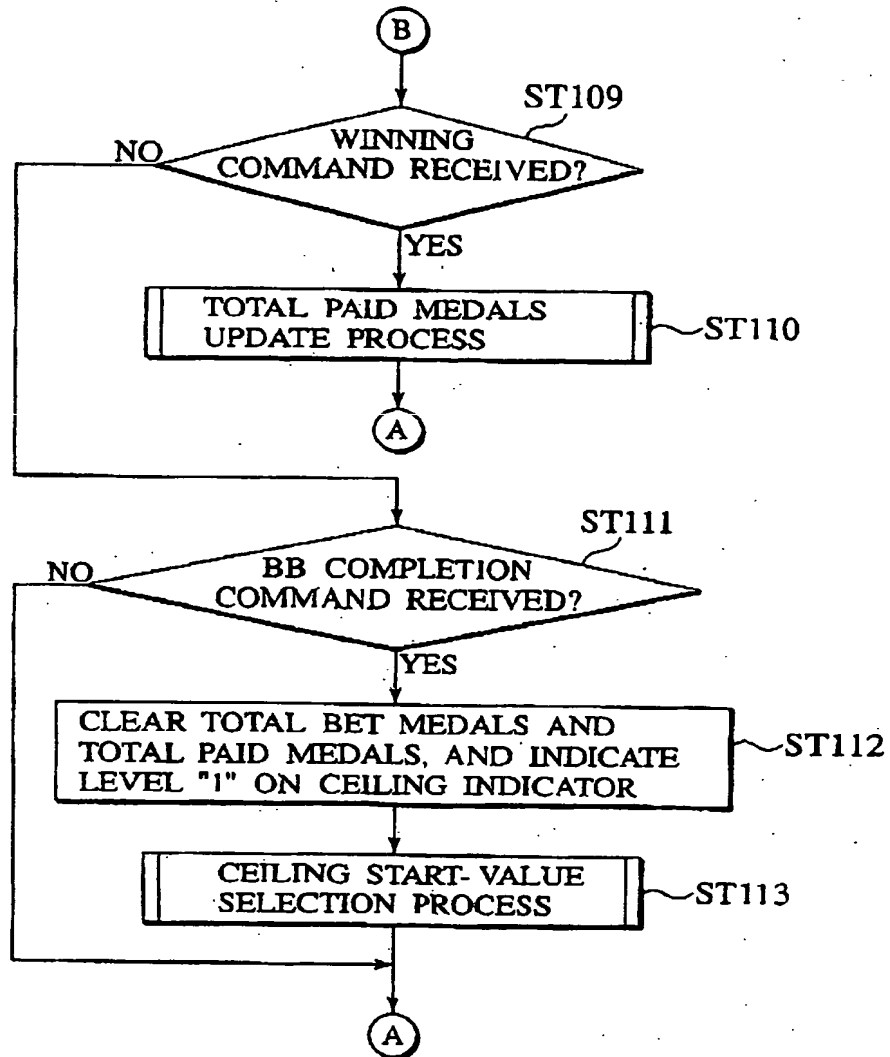 B
ST109
WINNING
COMMAND RECEIVED?
NO
YES
TOTAL PAID MEDALS
UPDATE PROCESS
ST110
A
ST111
BB COMPLETION
COMMAND RECEIVED?
NO
YES
CLEAR TOTAL BET MEDALS AND
TOTAL PAID MEDALS, AND INDICATE
LEVEL "1" ON CEILING INDICATOR
ST112
CEILING START-VALUE
SELECTION PROCESS
ST113
A